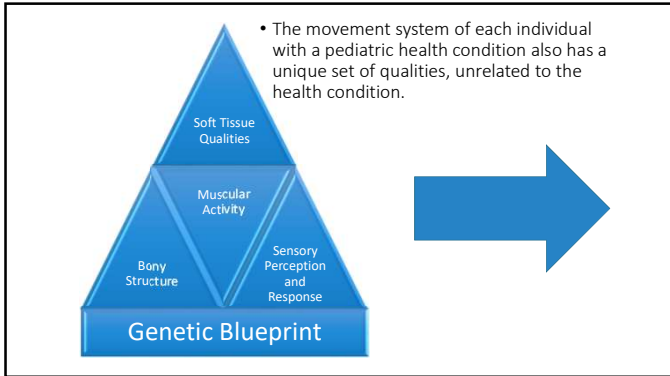 • The movement system of each individual
with a pediatric health condition also has a
unique set of qualities, unrelated to the
health condition.
Soft Tissue
Qualities
Muscular
Activity
Bony
Structure
Sensory
Perception
and
Response
Genetic Blueprint